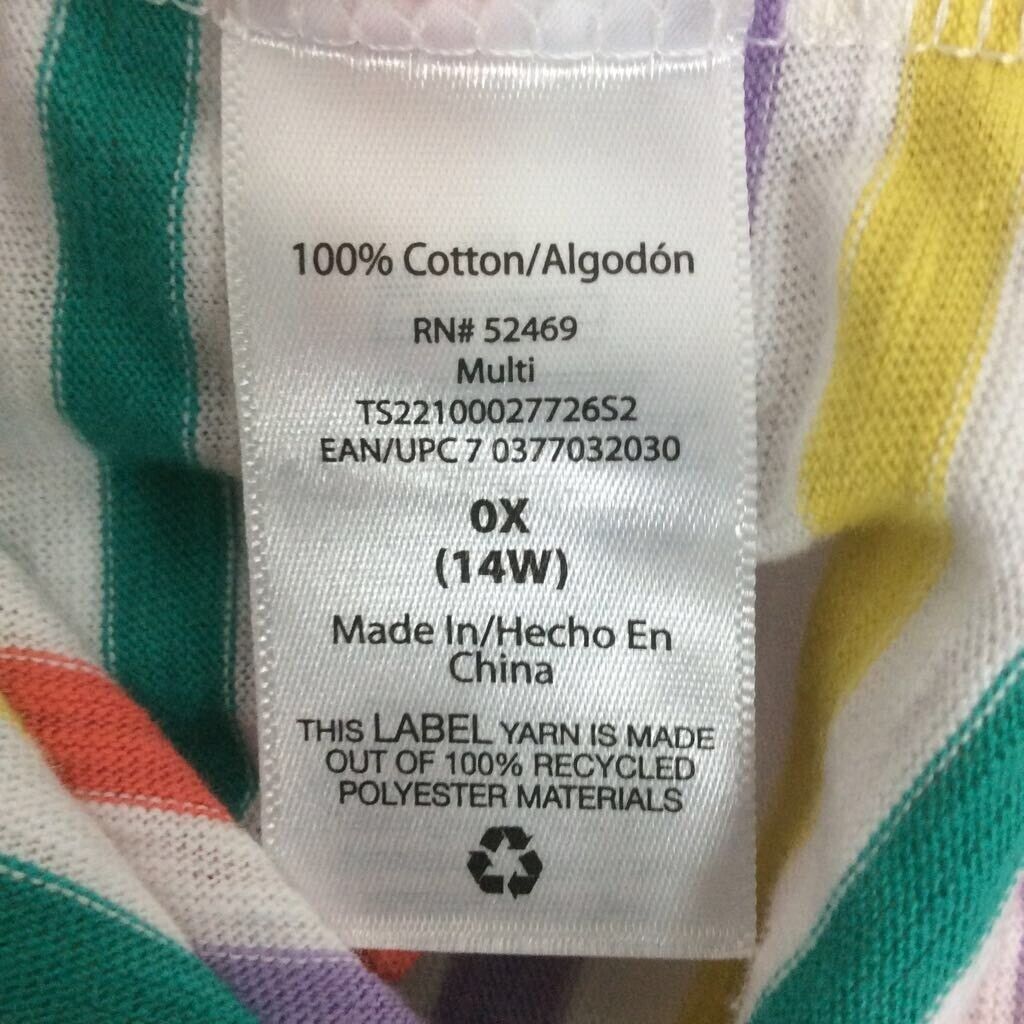 100% Cotton/Algodón
RN# 52469
Multi
TS22100027726S2
EAN/UPC 7 0377032030
0X
(14W)
Made In/Hecho En
China
THIS LABEL YARN IS MADE
OUT OF 100% RECYCLED
POLYESTER MATERIALS